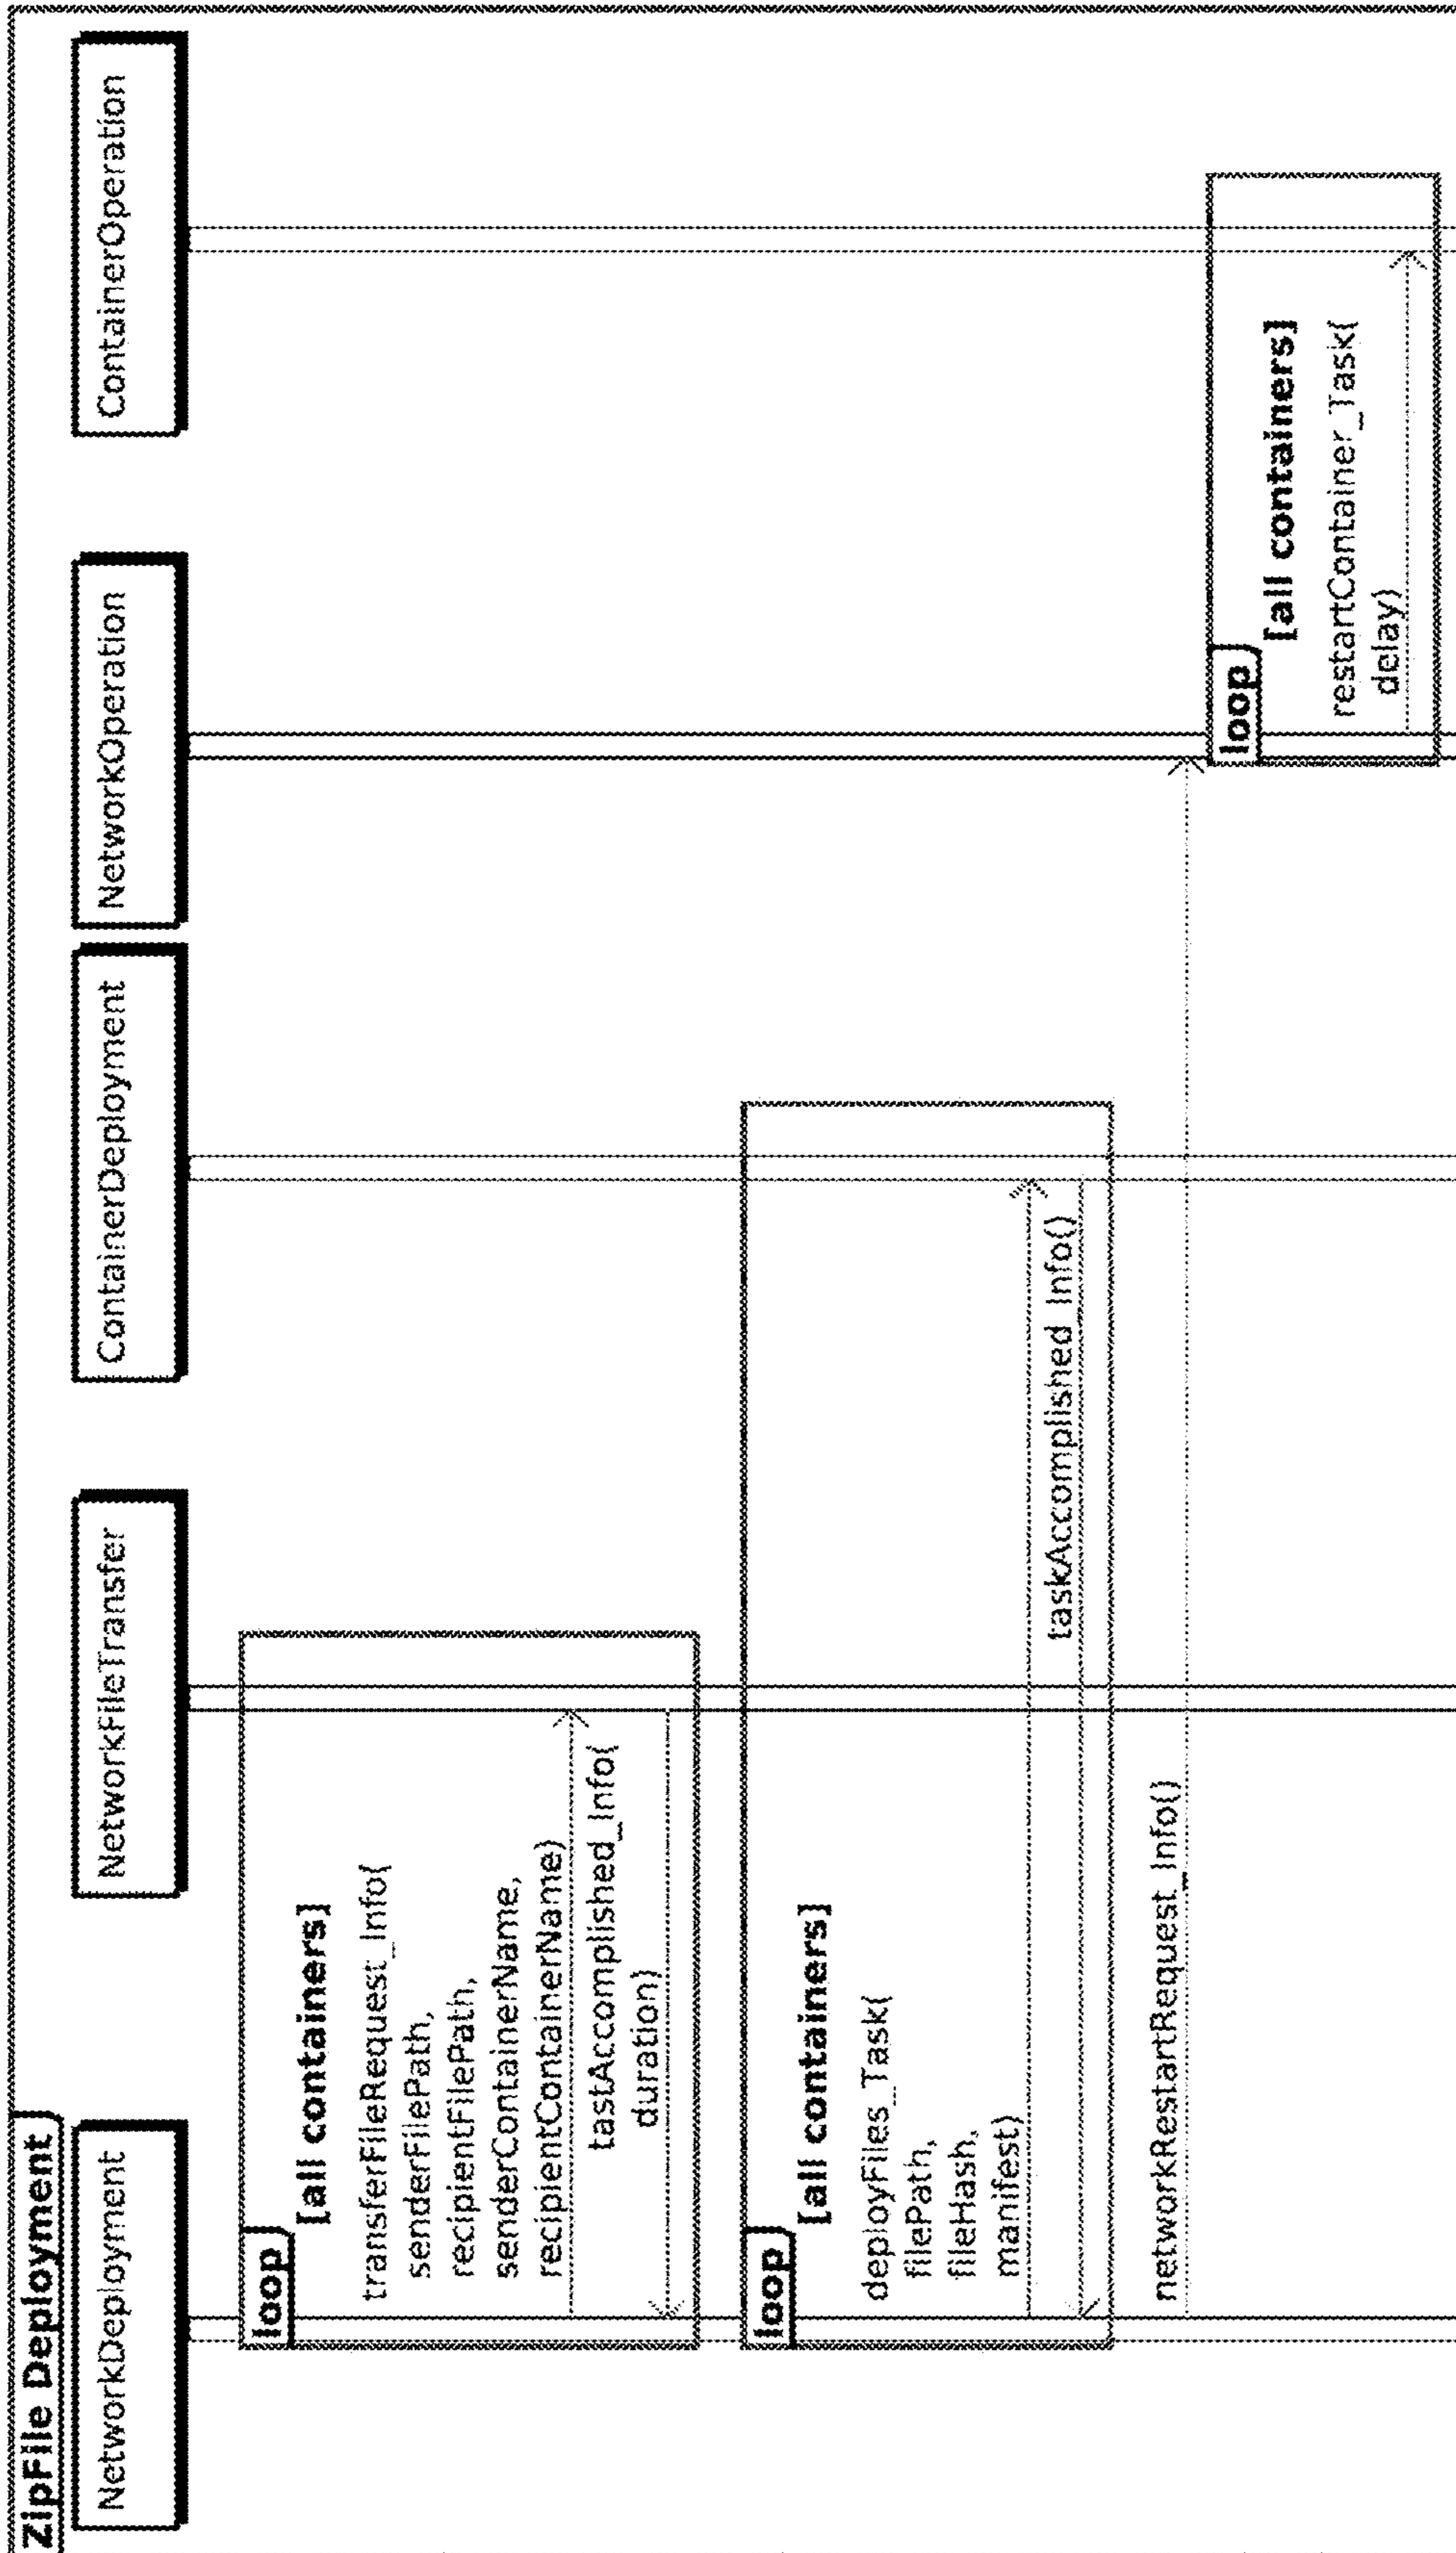 ZipFile Deployment
NetworkDeployment
NetworkFileTransfer
ContainerDeployment
NetworkOperation
ContainerOperation
loop
[all containers]
transferFileRequest_Info(
senderFilePath,
recipientFilePath,
senderContainerName,
recipientContainerName)
tastAccomplished_Info(
duration)
loop
[all containers]
deployFiles_Task(
filePath,
fileHash,
manifest)
taskAccomplished_Info()
networkRestartRequest_Info()
loop
[all containers]
restartContainer_Task(
delay)